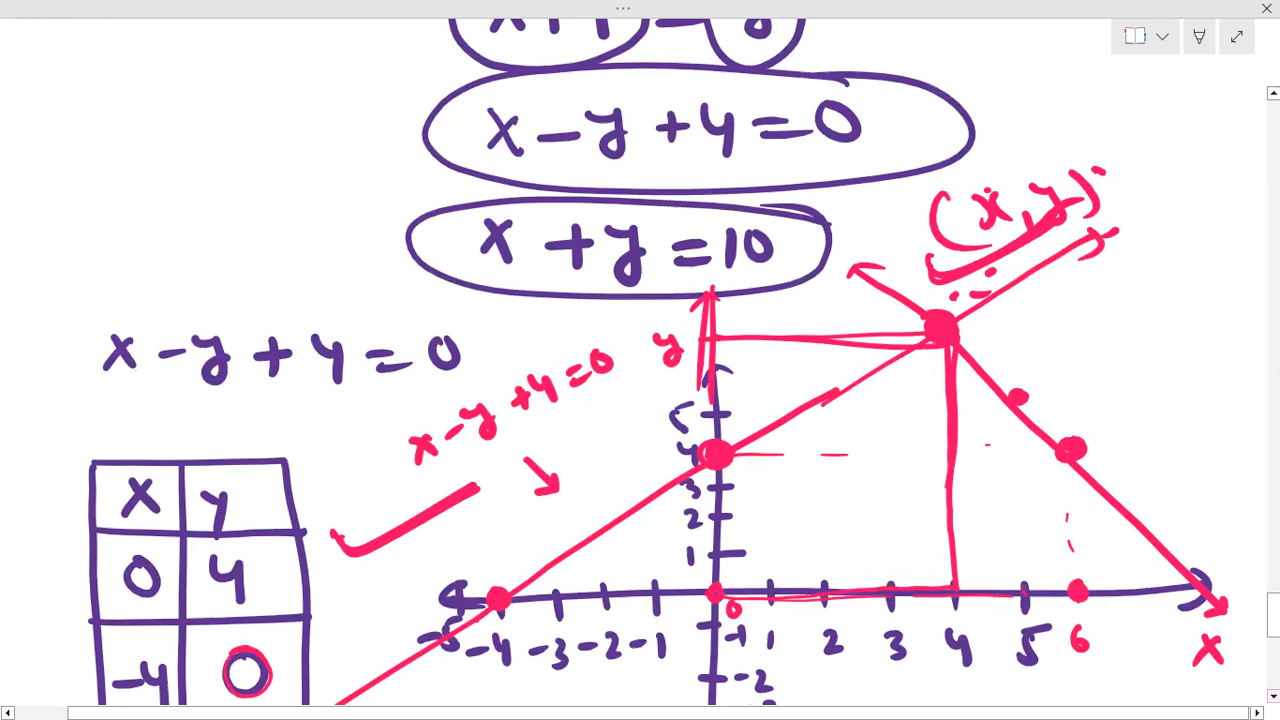 x - y + 4 = 0
x + y = 10
(x, y)
x - y + 4 = 0
x - y + 4 = 0
y
5
4
3
2
1
x y
0 4
-4 0
-5 -4 -3 -2 -1 0 1 2 3 4 5 6
x
-1
-2